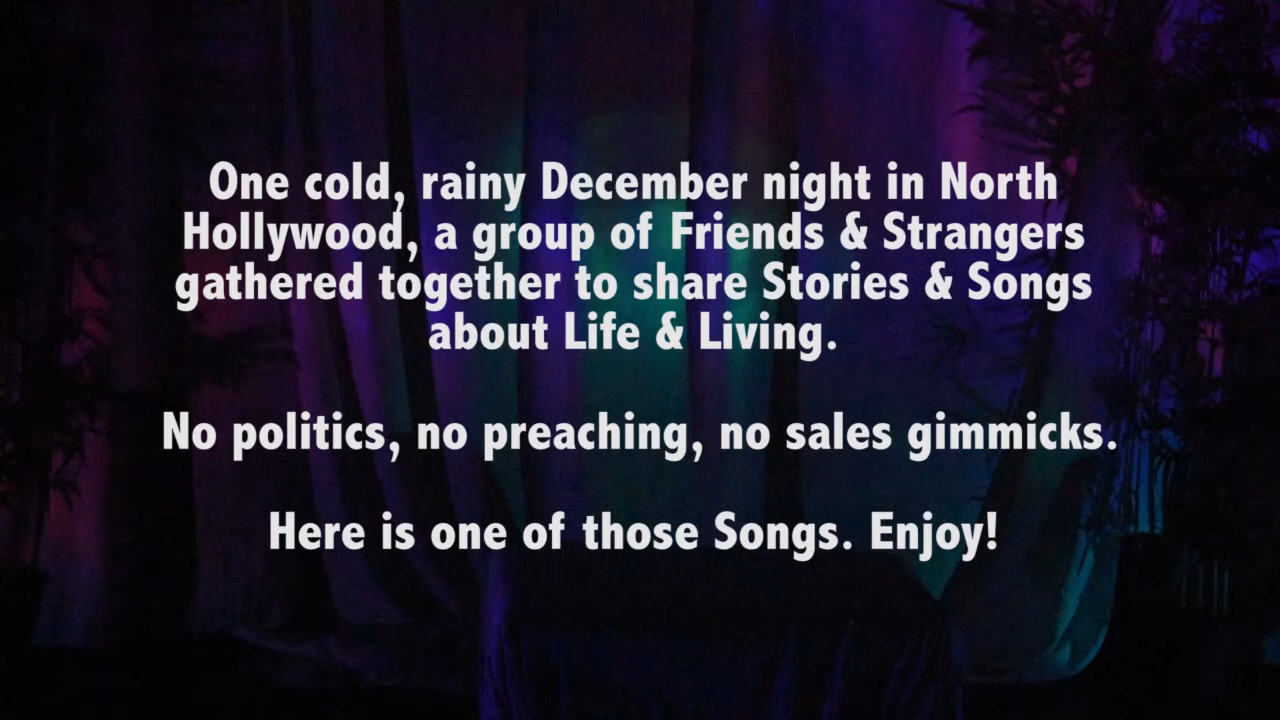 One cold, rainy December night in North
Hollywood, a group of Friends & Strangers
gathered together to share Stories & Songs
about Life & Living.
No politics, no preaching, no sales gimmicks.
Here is one of those Songs. Enjoy!